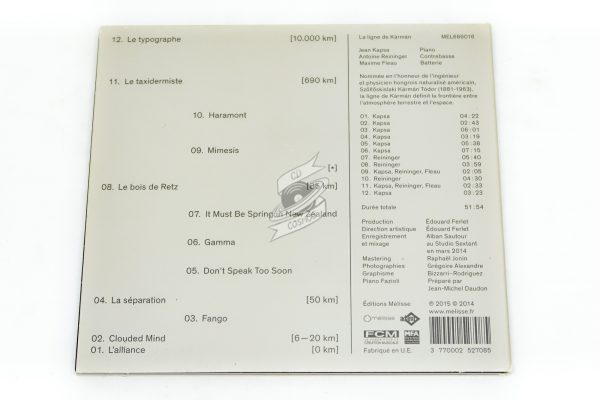 12. Le typographe [10.000 km]
11. Le taxidermiste [690 km]
10. Haramont
09. Mimesis
[*]
08. Le bois de Retz [85 km]
07. It Must Be Spring in New Zealand
06. Gamma
05. Don't Speak Too Soon
04. La séparation [50 km]
03. Fango
02. Clouded Mind [6–20 km]
01. L'alliance [0 km]
CD
COSMOS
La ligne de Kármán MEL666016
Jean Kapsa Piano
Antoine Reininger Contrebasse
Maxime Fleau Batterie
Nommée en l'honneur de l'ingénieur
et physicien hongrois naturalisé américain,
Szőllőskislaki Kármán Tódor (1881-1963),
la ligne de Kármán définit la frontière entre
l'atmosphère terrestre et l'espace.
01. Kapsa 04:22
02. Kapsa 02:43
03. Kapsa 06:01
04. Kapsa 03:19
05. Kapsa 05:38
06. Kapsa 07:15
07. Reininger 05:40
08. Reininger 03:59
09. Kapsa, Reininger, Fleau 02:05
10. Reininger 04:30
11. Kapsa, Reininger, Fleau 02:33
12. Kapsa 03:23
Durée totale 51:54
Production Édouard Ferlet
Direction artistique Édouard Ferlet
Enregistrement Alban Sautour
et mixage au Studio Sextant
en mars 2014
Mastering Raphaël Jonin
Photographies Grégoire Alexandre
Graphisme Bizzarri-Rodriguez
Piano Fazioli Préparé par
Jean-Michel Daudon
Éditions Mélisse ℗ 2015 © 2014
mélisse www.melisse.fr
FCM MFA
Fabriqué en U.E. 3 770002 527085